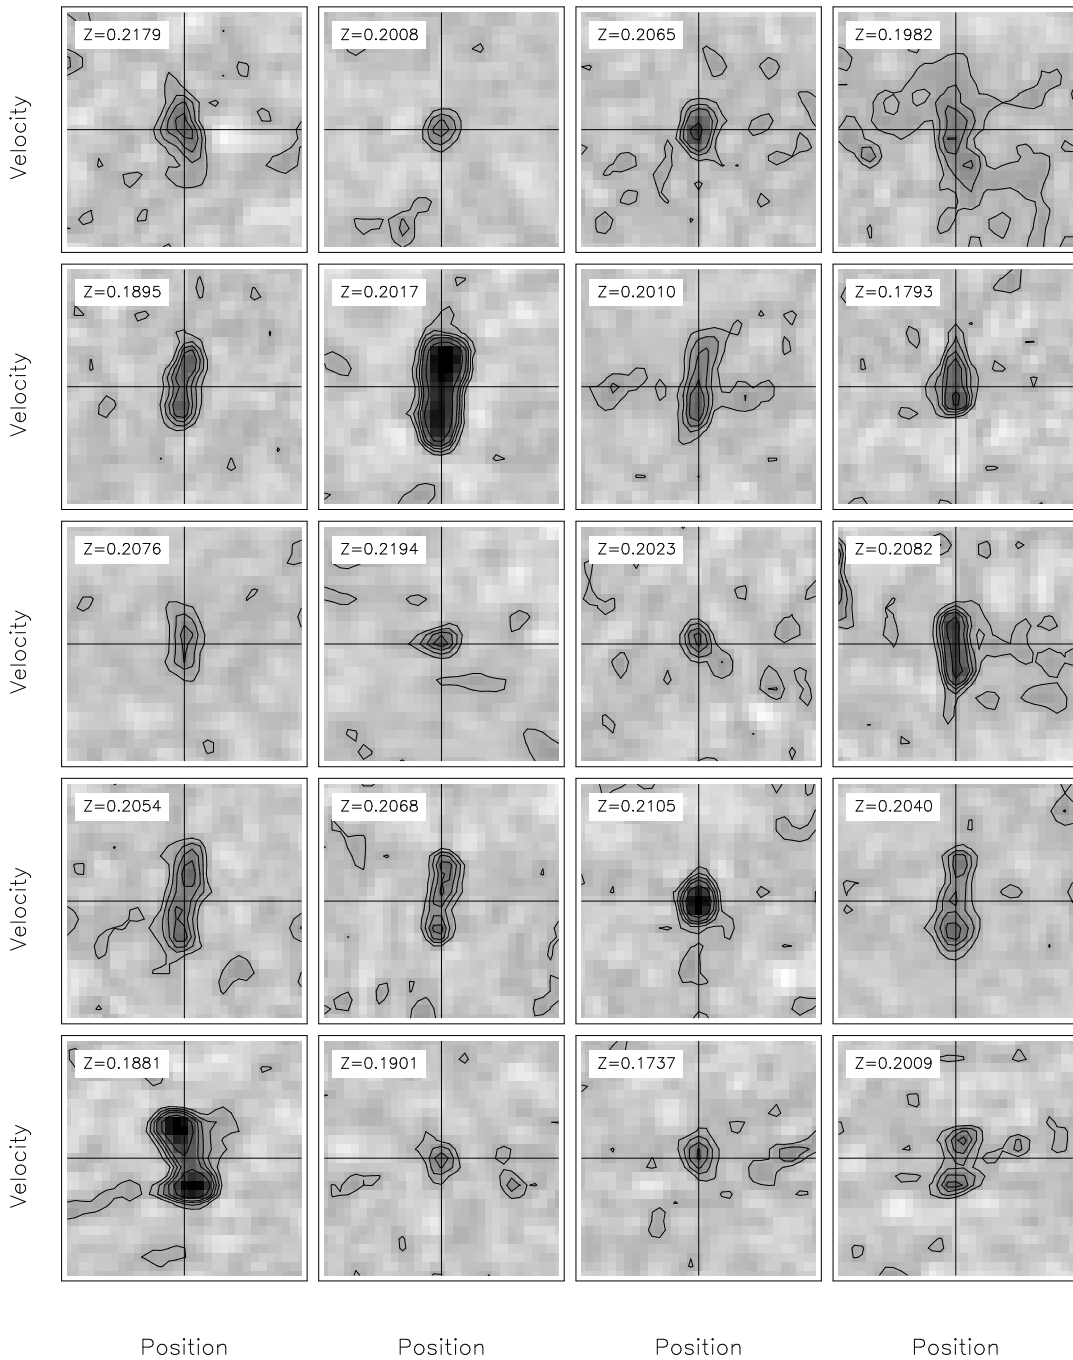 Velocity
Z=0.2179
Z=0.2008
Z=0.2065
Z=0.1982
Velocity
Z=0.1895
Z=0.2017
Z=0.2010
Z=0.1793
Velocity
Z=0.2076
Z=0.2194
Z=0.2023
Z=0.2082
Velocity
Z=0.2054
Z=0.2068
Z=0.2105
Z=0.2040
Velocity
Z=0.1881
Z=0.1901
Z=0.1737
Z=0.2009
Position
Position
Position
Position